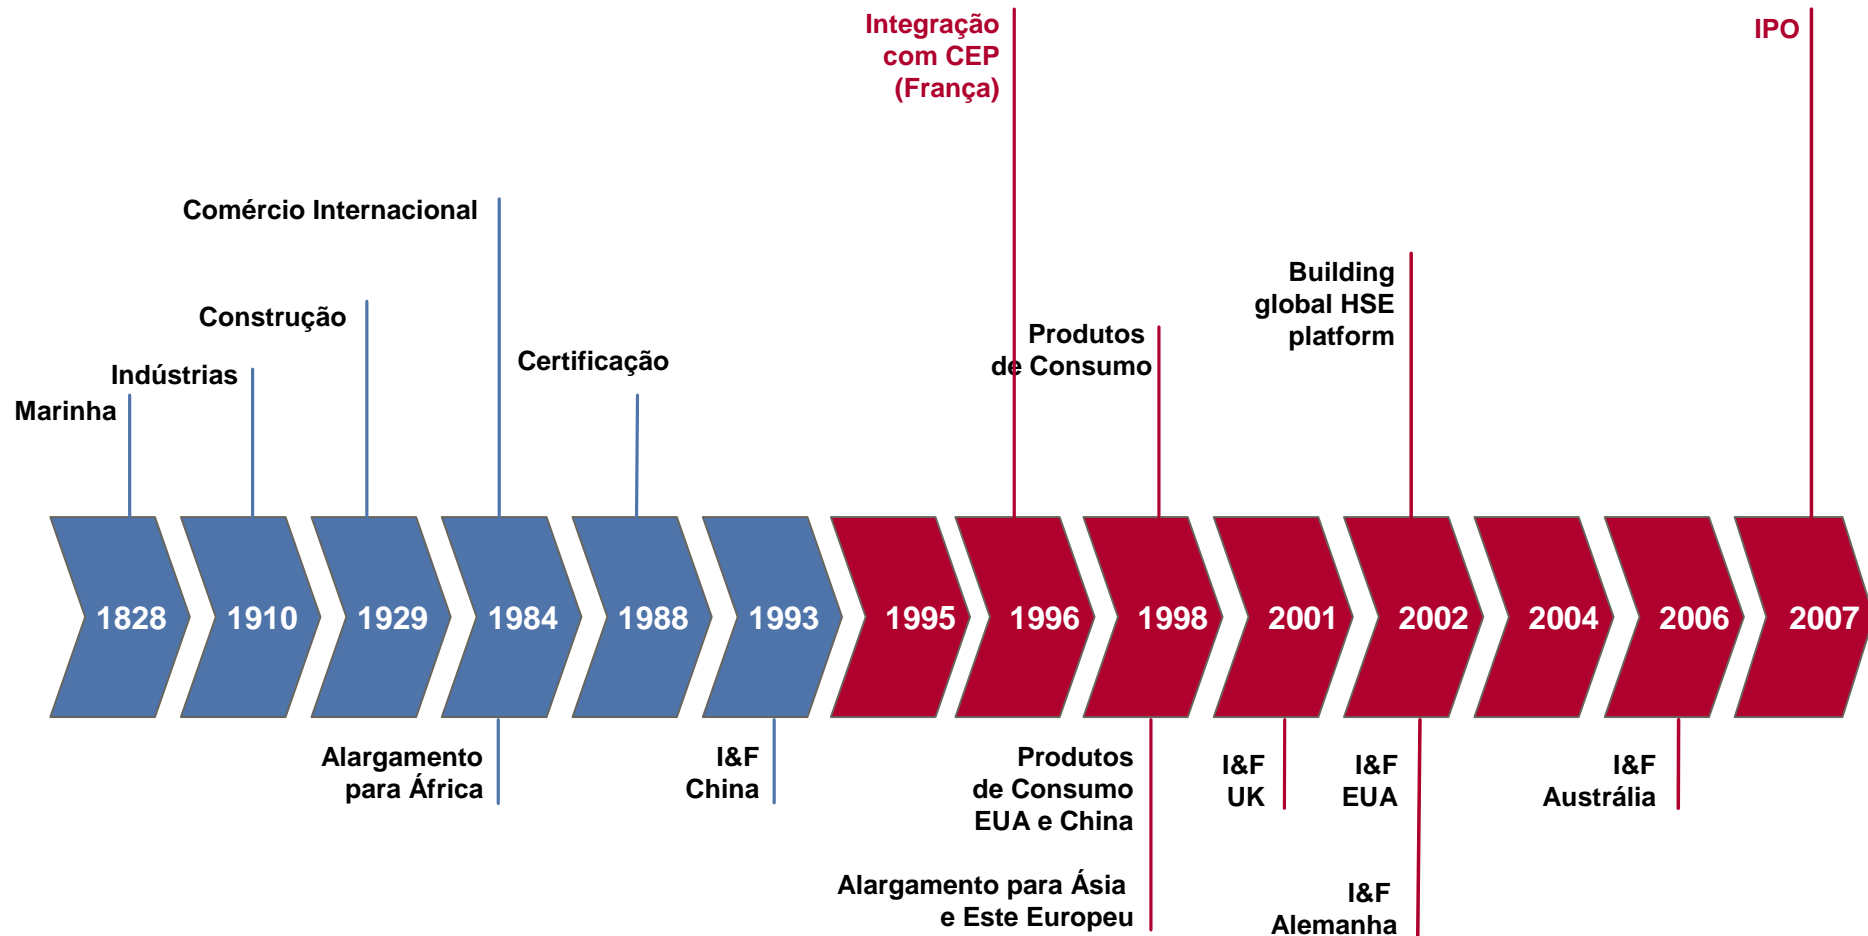 Integração
com CEP
(França)
IPO
Comércio Internacional
Construção
Indústrias
Marinha
Certificação
Produtos
de Consumo
Building
global HSE
platform
1828
1910
1929
1984
1988
1993
1995
1996
1998
2001
2002
2004
2006
2007
Alargamento
para África
I&F
China
Produtos
de Consumo
EUA e China
Alargamento para Ásia
e Este Europeu
I&F
UK
I&F
EUA
I&F
Alemanha
I&F
Austrália